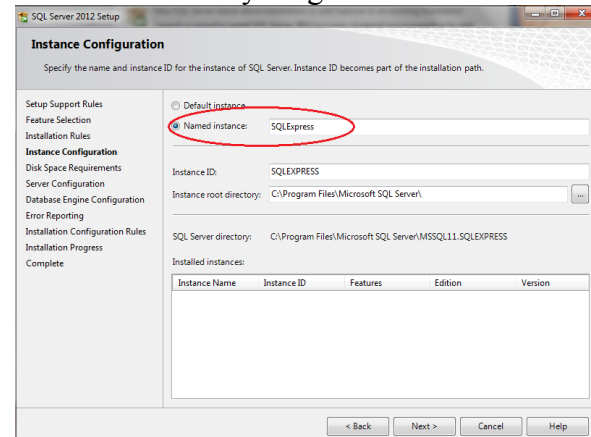 SQL Server 2012 Setup
Instance Configuration
Specify the name and instance ID for the instance of SQL Server. Instance ID becomes part of the installation path.
Setup Support Rules
Feature Selection
Installation Rules
Instance Configuration
Disk Space Requirements
Server Configuration
Database Engine Configuration
Error Reporting
Installation Configuration Rules
Installation Progress
Complete
Default instance
Named instance: SQLExpress
Instance ID: SQLEXPRESS
Instance root directory: C:\Program Files\Microsoft SQL Server\ ...
SQL Server directory: C:\Program Files\Microsoft SQL Server\MSSQL11.SQLEXPRESS
Installed instances:
Instance Name Instance ID Features Edition Version
< Back Next > Cancel Help